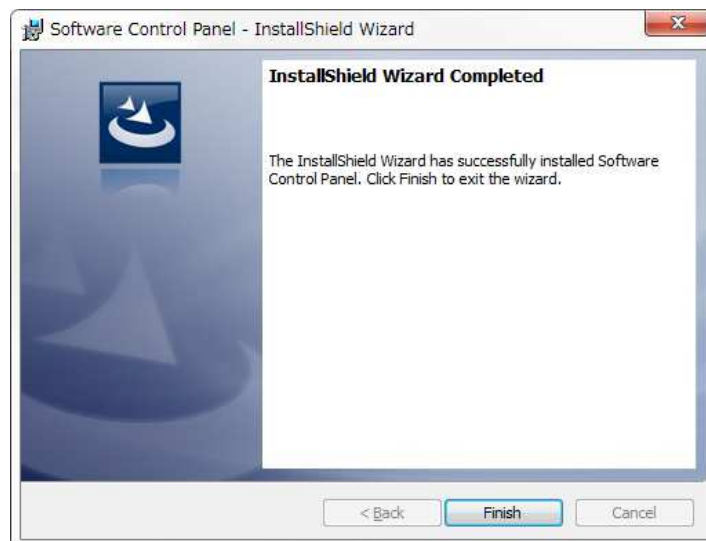 Software Control Panel - InstallShield Wizard
InstallShield Wizard Completed
The InstallShield Wizard has successfully installed Software
Control Panel. Click Finish to exit the wizard.
< Back Finish Cancel